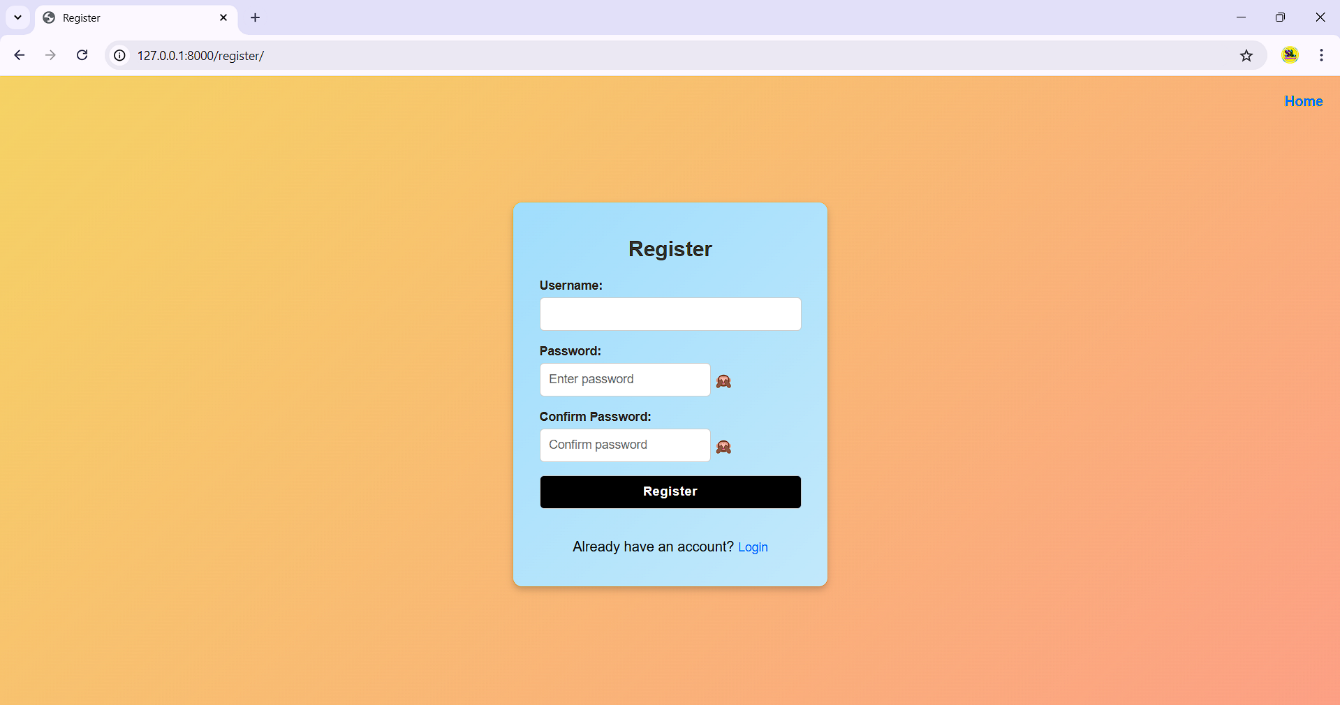 Register
127.0.0.1:8000/register/
Home
Register
Username:
Password:
Enter password
Confirm Password:
Confirm password
Register
Already have an account? Login